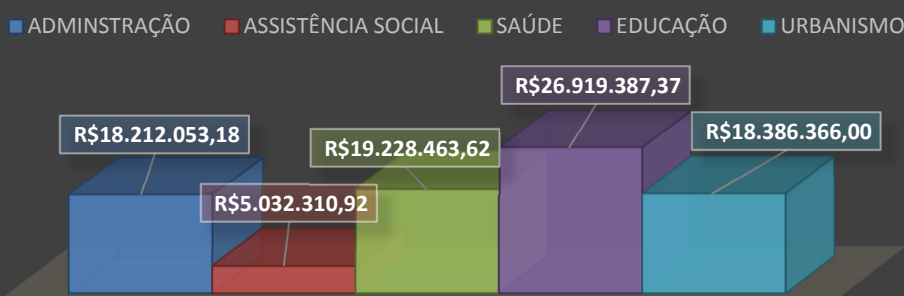 ADMINSTRAÇÃO ASSISTÊNCIA SOCIAL SAÚDE EDUCAÇÃO URBANISMO
R$26.919.387,37
R$18.212.053,18
R$18.386.366,00
R$19.228.463,62
R$5.032.310,92